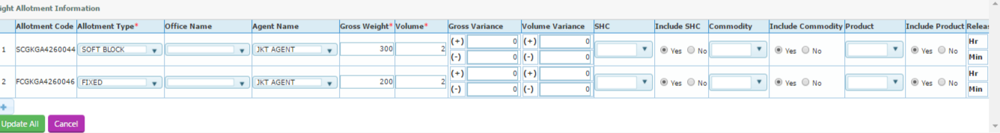 ight Allotment Information
Allotment Code Allotment Type* Office Name Agent Name Gross Weight* Volume* Gross Variance Volume Variance SHC Include SHC Commodity Include Commodity Product Include Product Releas
(+) 0 (+) 0 Hr
1 SCGKGA4260044 SOFT BLOCK JKT AGENT 300 2 Yes No Yes No Yes No
(-) 0 (-) 0 Min
(+) 0 (+) 0 Hr
2 FCGKGA4260046 FIXED JKT AGENT 200 2 Yes No Yes No Yes No
(-) 0 (-) 0 Min
+
Update All Cancel